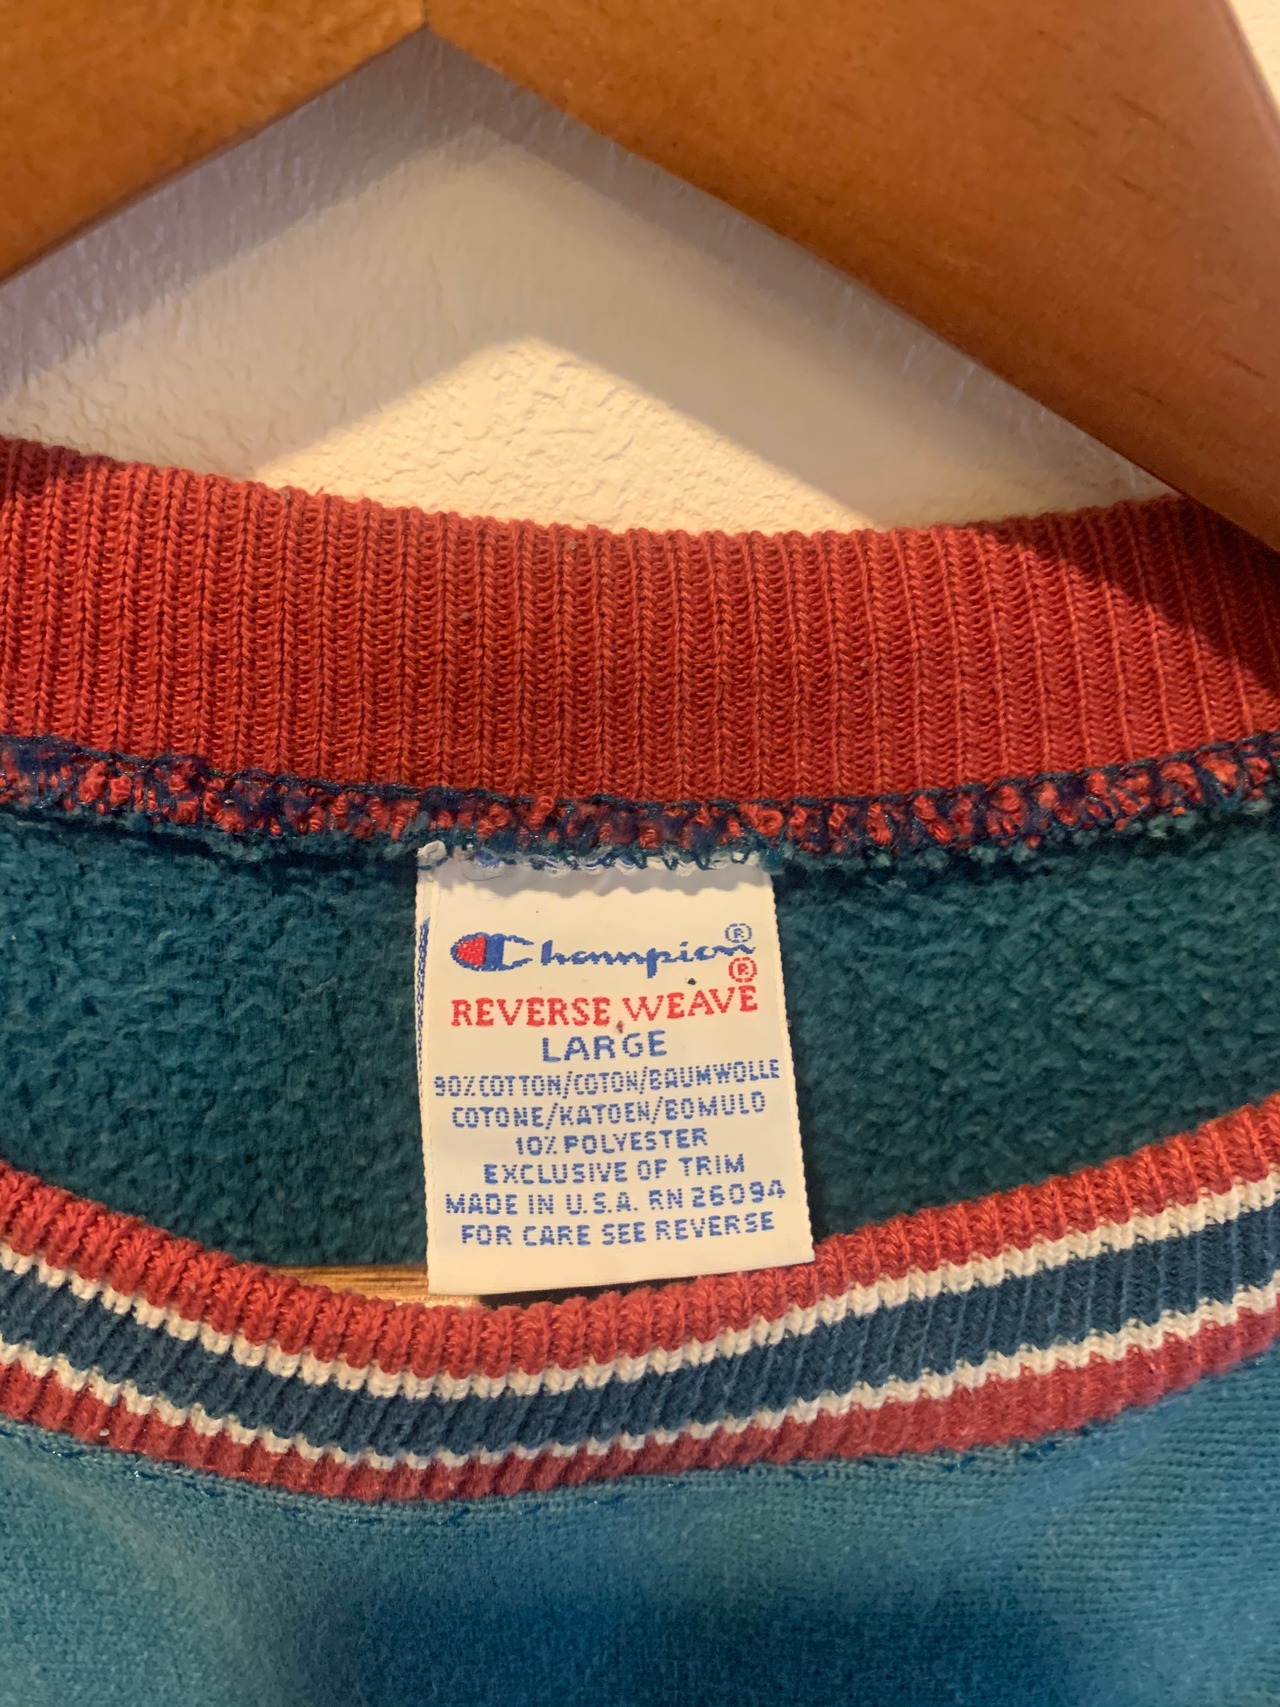 Champion®
REVERSE WEAVE®
LARGE
90% COTTON/COTON/BAUMWOLLE
COTONE/KATOEN/BOMULO
10% POLYESTER
EXCLUSIVE OF TRIM
MADE IN U.S.A. RN 26094
FOR CARE SEE REVERSE